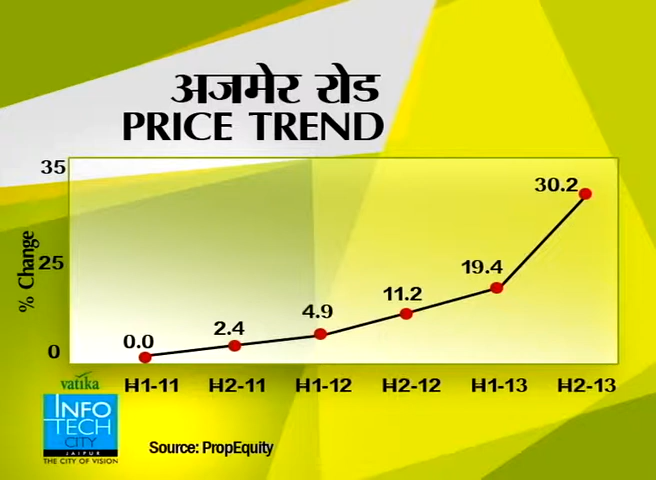 अजमेर रोड
PRICE TREND
35
25
0
% Change
0.0
2.4
4.9
11.2
19.4
30.2
H1-11 H2-11 H1-12 H2-12 H1-13 H2-13
vatika
INFO
TECH
CITY
JAIPUR
THE CITY OF VISION
Source: PropEquity